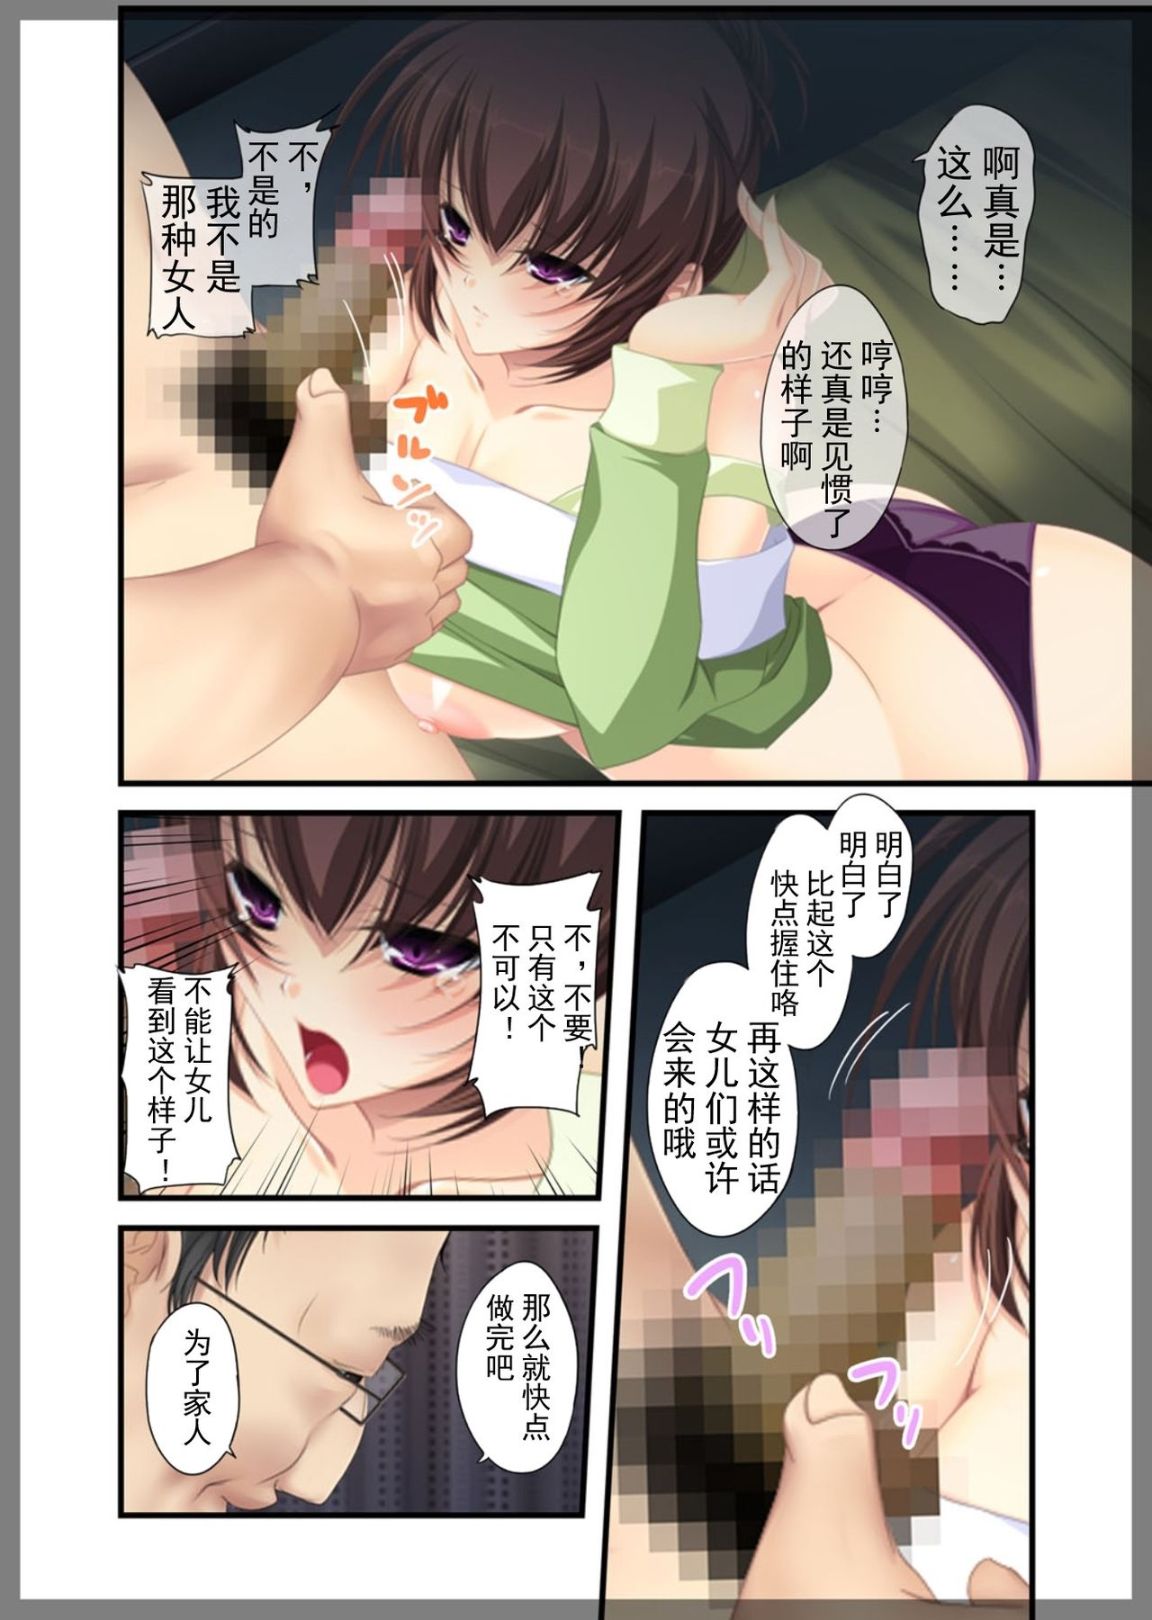 啊真是…
这么……
哼哼…
还真是见惯了
的样子啊
不，
不是的
我不是
那种女人
ブルンッ
明白了
明白了
比起这个
快点握住咯
再这样的话
女儿们或许
会来的哦
不，不要！
只有这个
不可以！
不能让女儿
看到这个样子！
那么就快点
做完吧
为了家人